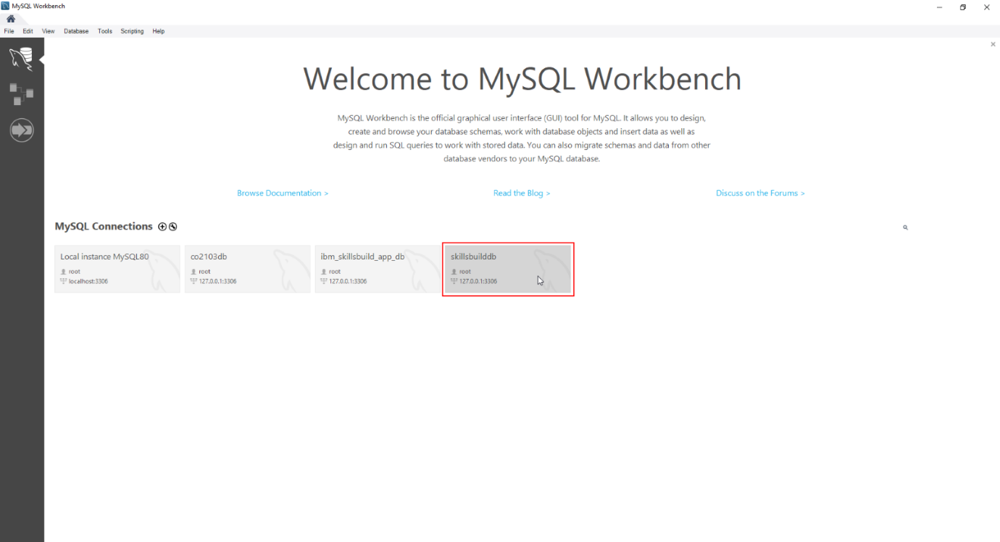 MySQL Workbench
File Edit View Database Tools Scripting Help
Welcome to MySQL Workbench
MySQL Workbench is the official graphical user interface (GUI) tool for MySQL. It allows you to design,
create and browse your database schemas, work with database objects and insert data as well as
design and run SQL queries to work with stored data. You can also migrate schemas and data from other
database vendors to your MySQL database.
Browse Documentation > Read the Blog > Discuss on the Forums >
MySQL Connections
Local instance MySQL80
root
localhost:3306
co2103db
root
127.0.0.1:3306
ibm_skillsbuild_app_db
root
127.0.0.1:3306
skillsbuilddb
root
127.0.0.1:3306